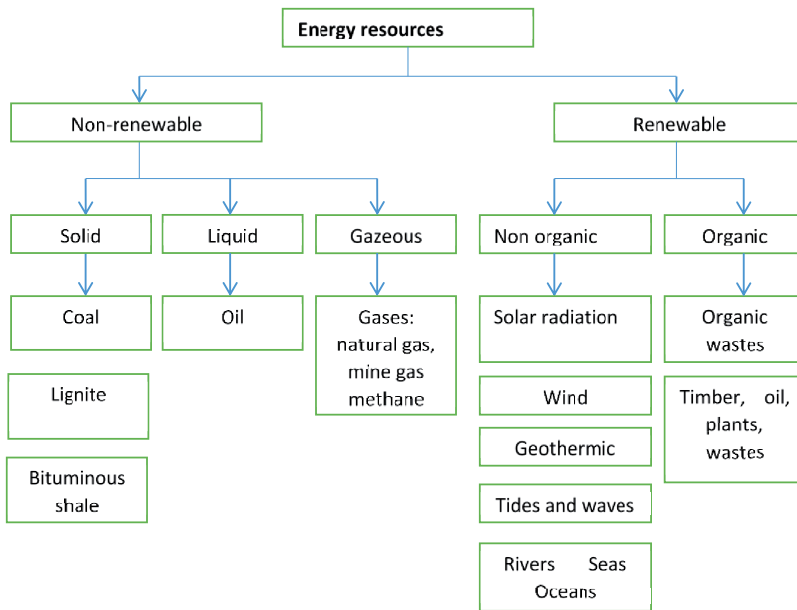 Energy resources
Non-renewable
Renewable
Solid
Liquid
Gazeous
Non organic
Organic
Coal
Oil
Gases:
natural gas,
mine gas
methane
Solar radiation
Organic
wastes
Lignite
Wind
Timber, oil,
plants,
wastes
Geothermic
Bituminous
shale
Tides and waves
Rivers Seas
Oceans